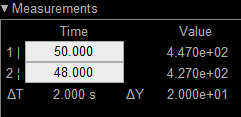 ▼ Measurements
Time Value
1 | 50.000 4.470e+02
2 ¦ 48.000 4.270e+02
ΔT 2.000 s ΔY 2.000e+01